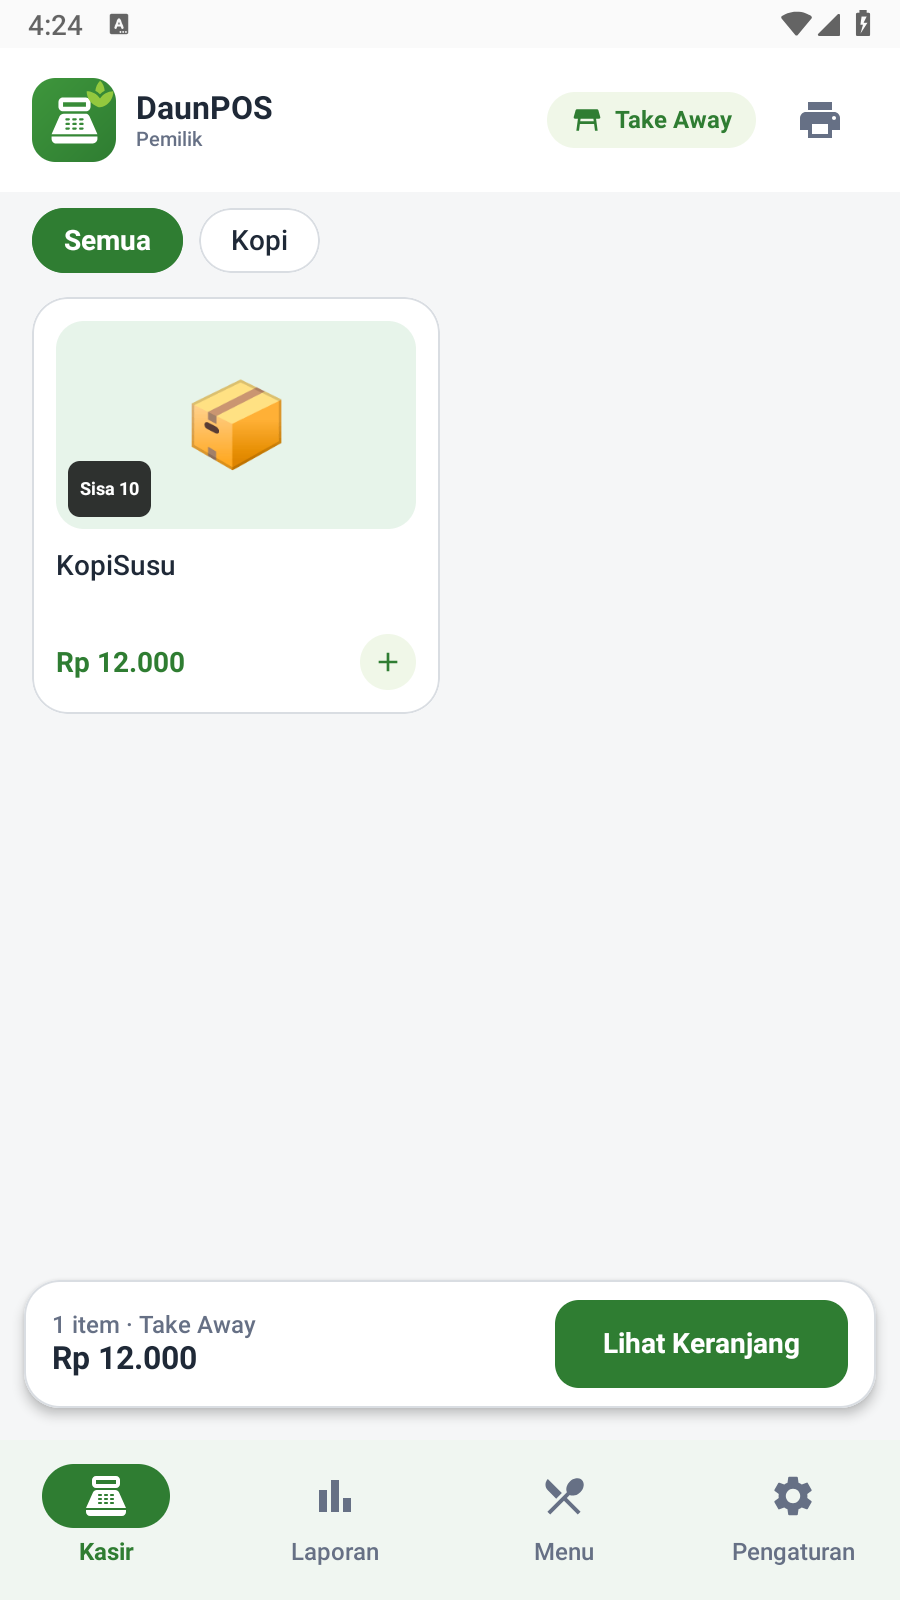 4:24
A
DaunPOS
Pemilik
Take Away
Semua
Kopi
Sisa 10
KopiSusu
Rp 12.000
1 item · Take Away
Rp 12.000
Lihat Keranjang
Kasir
Laporan
Menu
Pengaturan